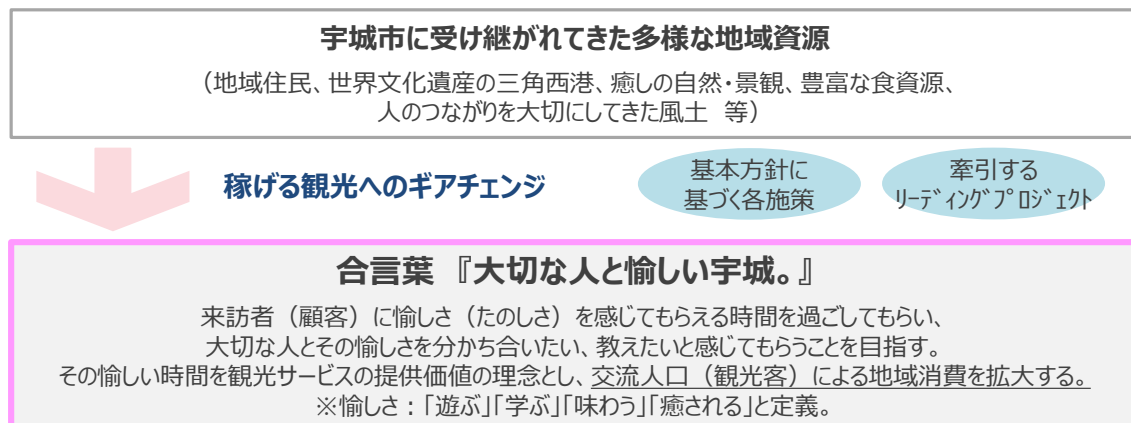 宇城市に受け継がれてきた多様な地域資源
（地域住民、世界文化遺産の三角西港、癒しの自然・景観、豊富な食資源、
人のつながりを大切にしてきた風土　等）
稼げる観光へのギアチェンジ
基本方針に
基づく各施策
牽引する
ﾘｰﾃﾞｨﾝｸﾞﾌﾟﾛｼﾞｪｸﾄ
合言葉 『大切な人と愉しい宇城。』
来訪者（顧客）に愉しさ（たのしさ）を感じてもらえる時間を過ごしてもらい、
大切な人とその愉しさを分かち合いたい、教えたいと感じてもらうことを目指す。
その愉しい時間を観光サービスの提供価値の理念とし、交流人口（観光客）による地域消費を拡大する。
※愉しさ：「遊ぶ」「学ぶ」「味わう」「癒される」と定義。